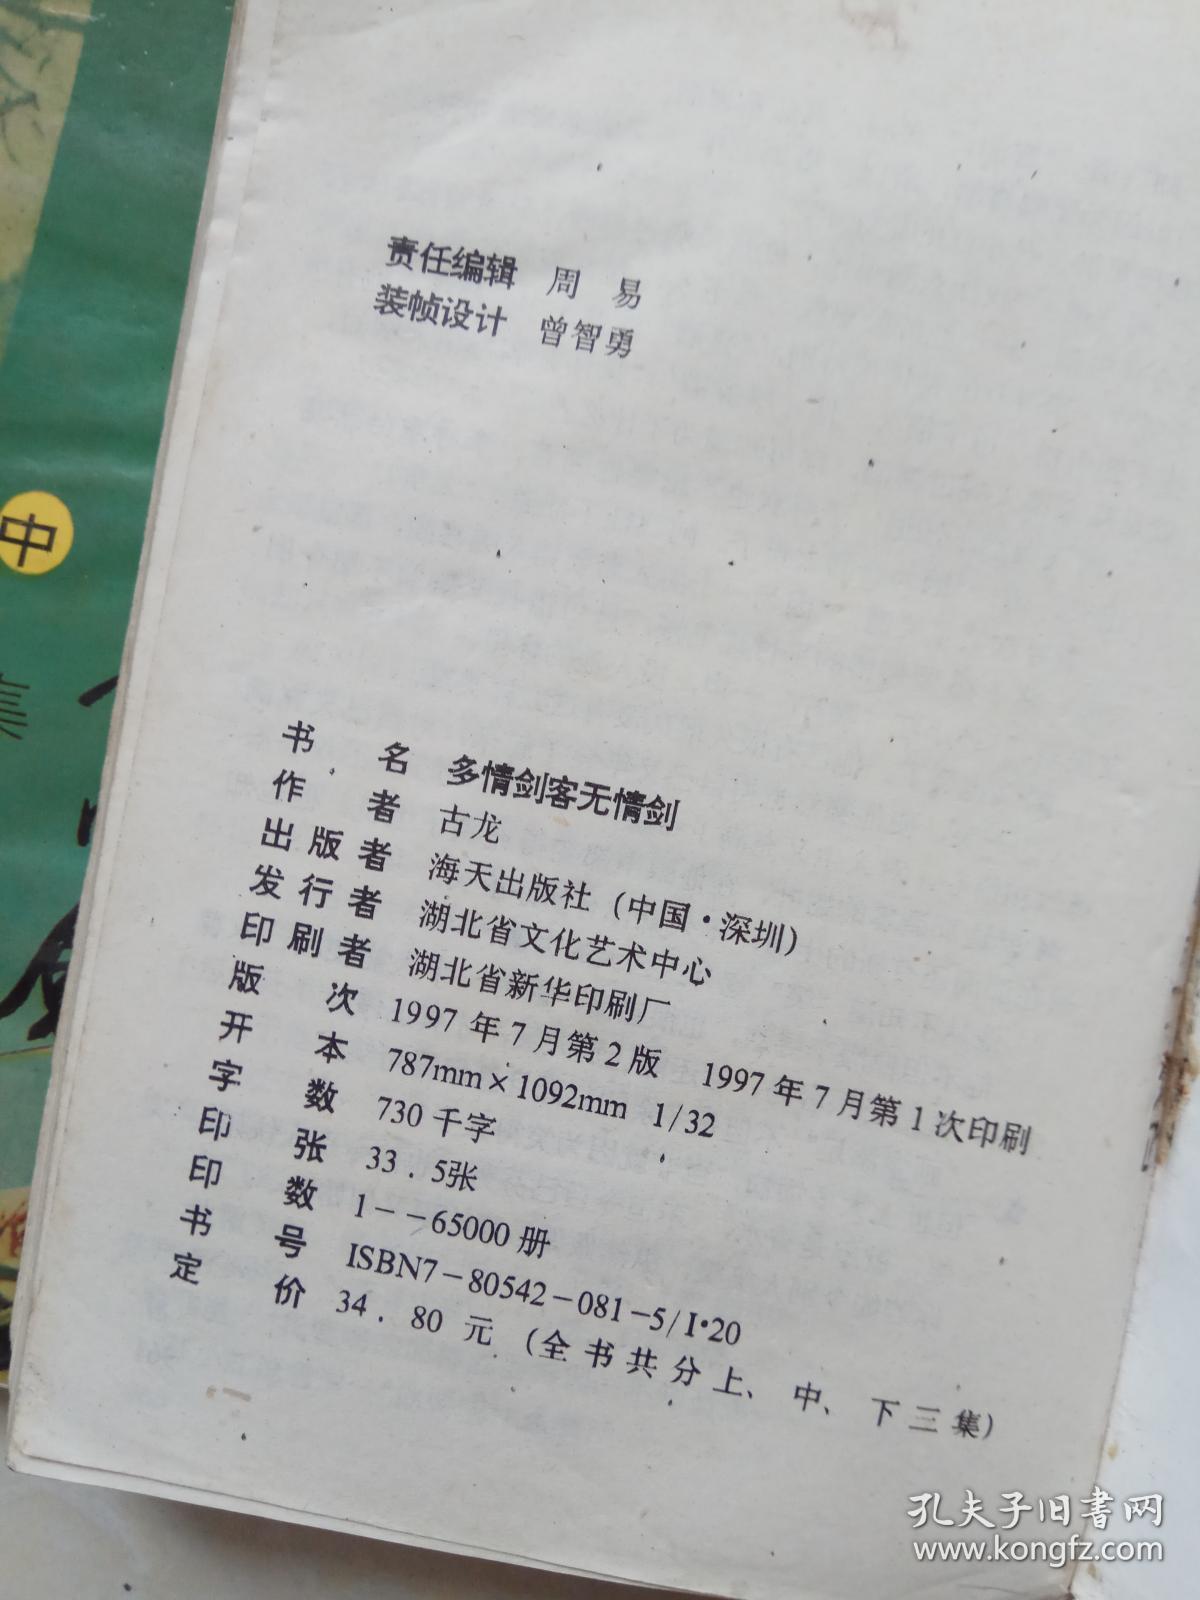 责任编辑 周 易
装帧设计 曾智勇
中
集
书 名 多情剑客无情剑
作 者 古龙
出版者 海天出版社（中国·深圳）
发行者 湖北省文化艺术中心
印刷者 湖北省新华印刷厂
版 次 1997年7月第2版 1997年7月第1次印刷
开 本 787mm×1092mm 1/32
字 数 730千字
印 张 33.5张
印 数 1--65000册
书 号 ISBN7-80542-081-5/I·20
定 价 34.80元（全书共分上、中、下三集）
孔夫子旧书网
www.kongfz.com